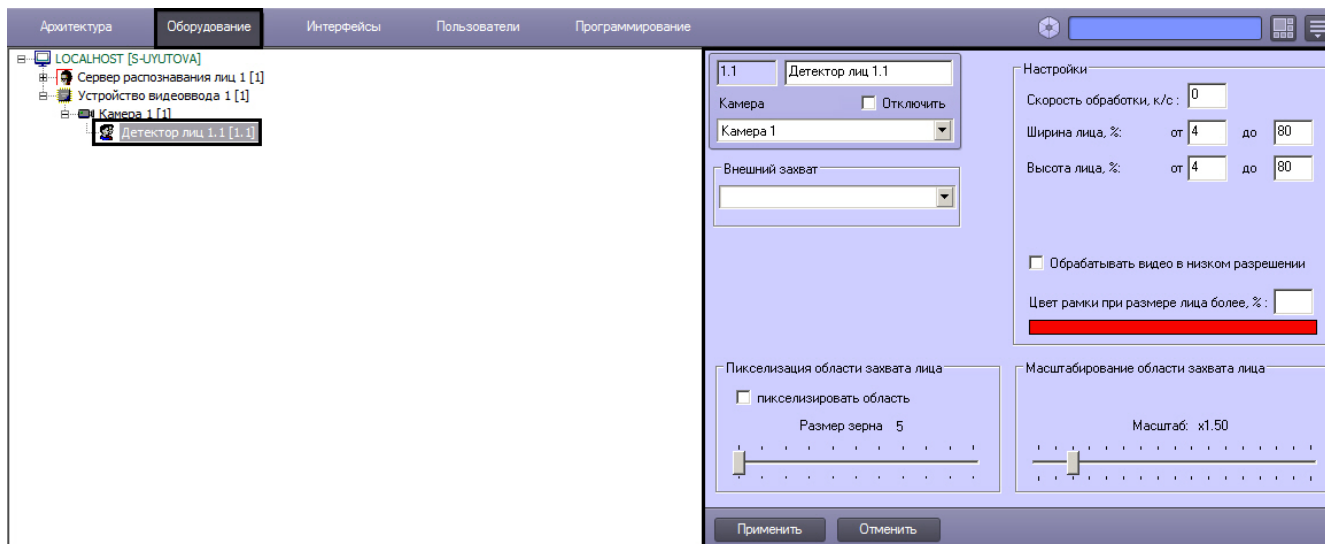 Архитектура
Оборудование
Интерфейсы
Пользователи
Программирование
LOCALHOST [S-UYUTOVA]
Сервер распознавания лиц 1 [1]
Устройство видеоввода 1 [1]
Камера 1 [1]
Детектор лиц 1.1 [1.1]
1.1
Детектор лиц 1.1
Камера
Отключить
Камера 1
Внешний захват
Настройки
Скорость обработки, к/с : 0
Ширина лица, %: от 4 до 80
Высота лица, %: от 4 до 80
Обрабатывать видео в низком разрешении
Цвет рамки при размере лица более, % :
Пикселизация области захвата лица
пикселизировать область
Размер зерна 5
Масштабирование области захвата лица
Масштаб: x1.50
Применить
Отменить